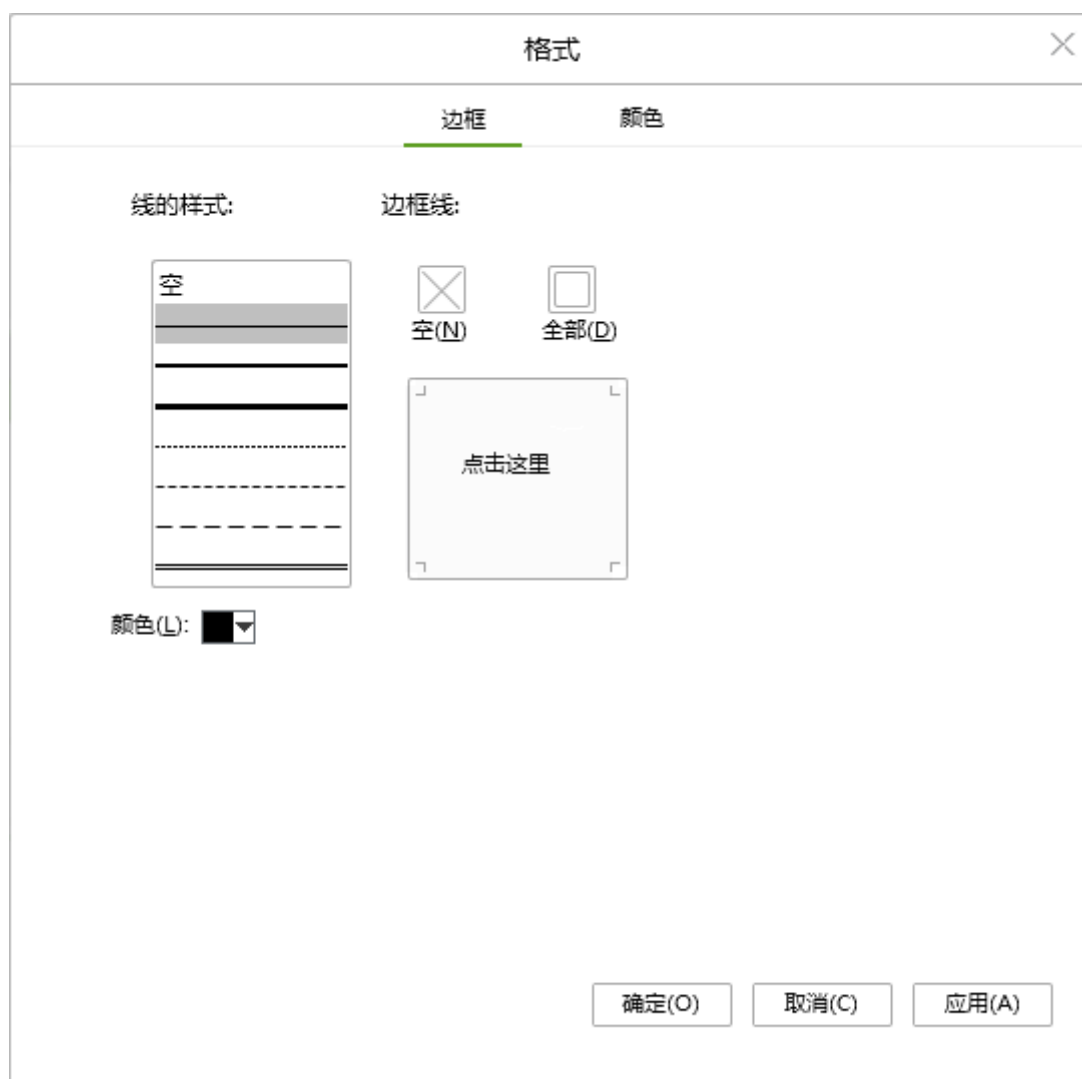 格式
边框 颜色
线的样式: 边框线:
空
空(N) 全部(D)
点击这里
颜色(L):
确定(O) 取消(C) 应用(A)